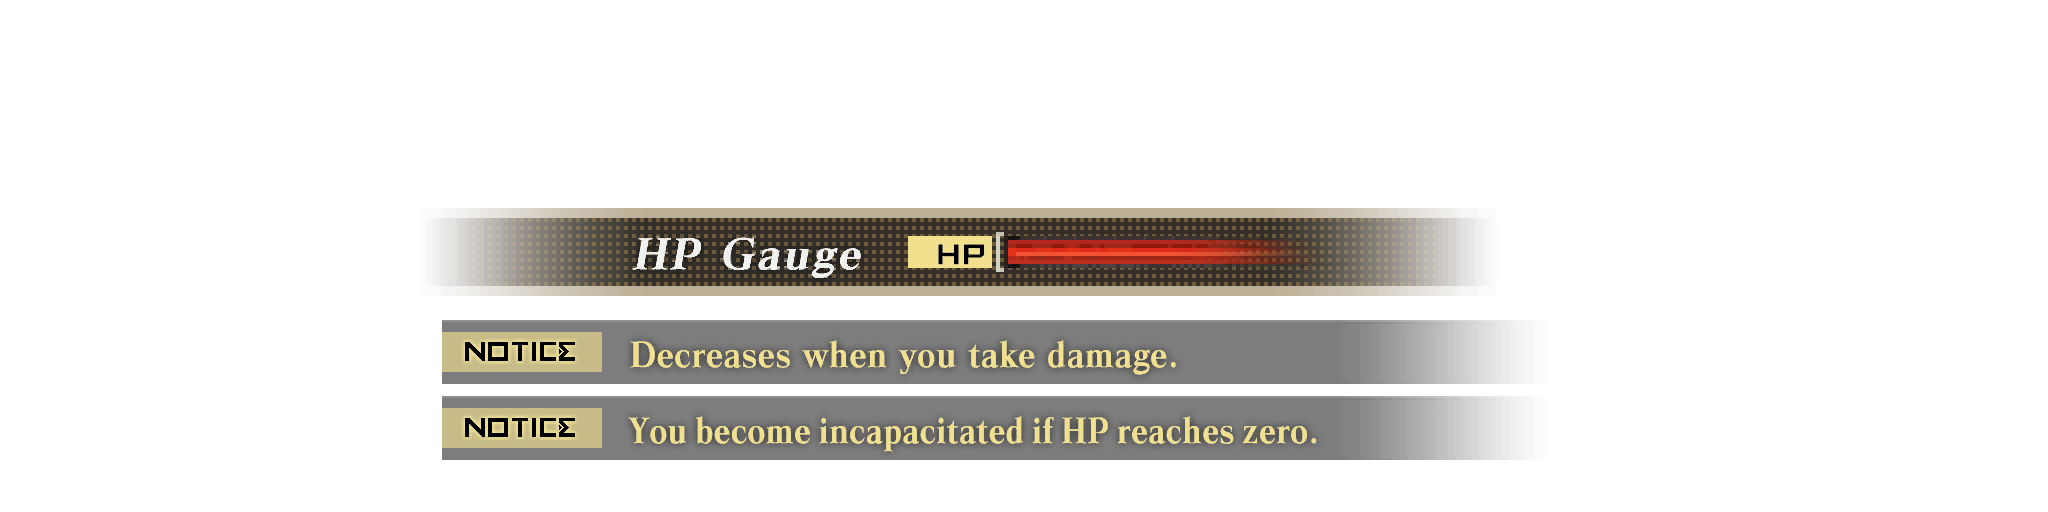 HP Gauge HP
NOTICE Decreases when you take damage.
NOTICE You become incapacitated if HP reaches zero.